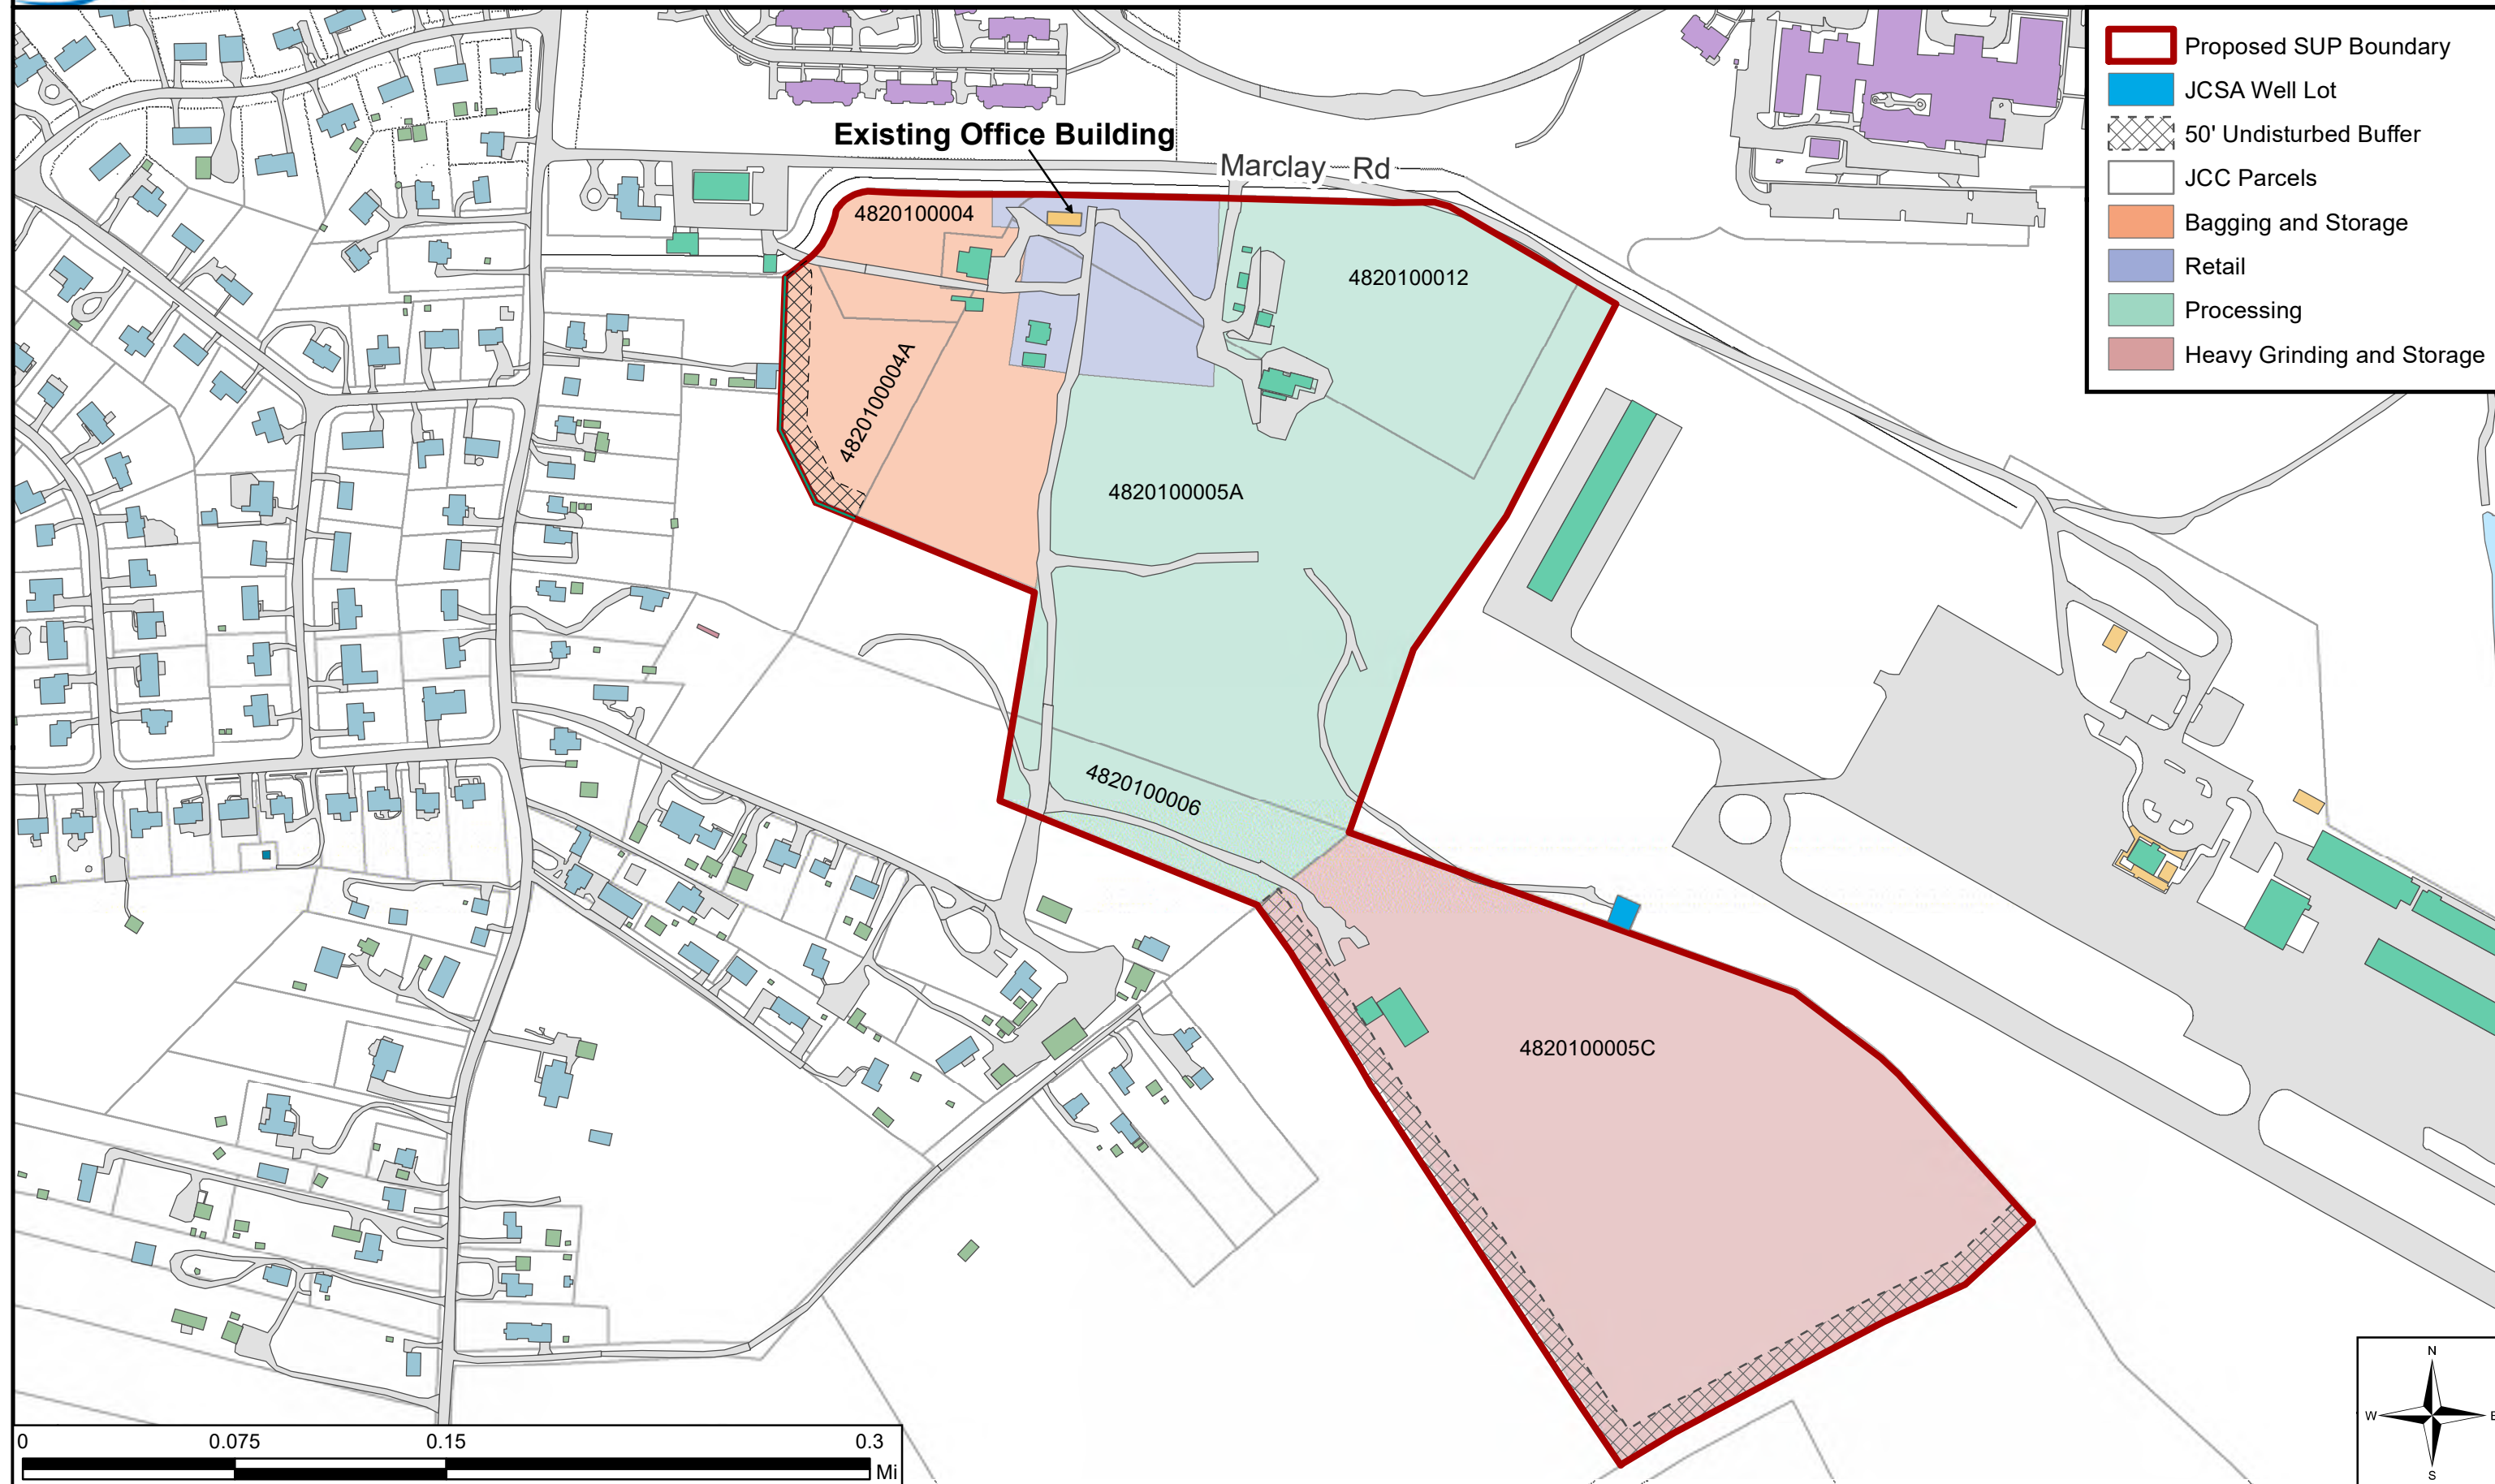 Proposed SUP Boundary
JCSA Well Lot
50' Undisturbed Buffer
JCC Parcels
Bagging and Storage
Retail
Processing
Heavy Grinding and Storage
Existing Office Building
Marclay Rd
4820100004
4820100012
4820100004A
4820100005A
4820100006
4820100005C
0 0.075 0.15 0.3
Mi
N
W E
S